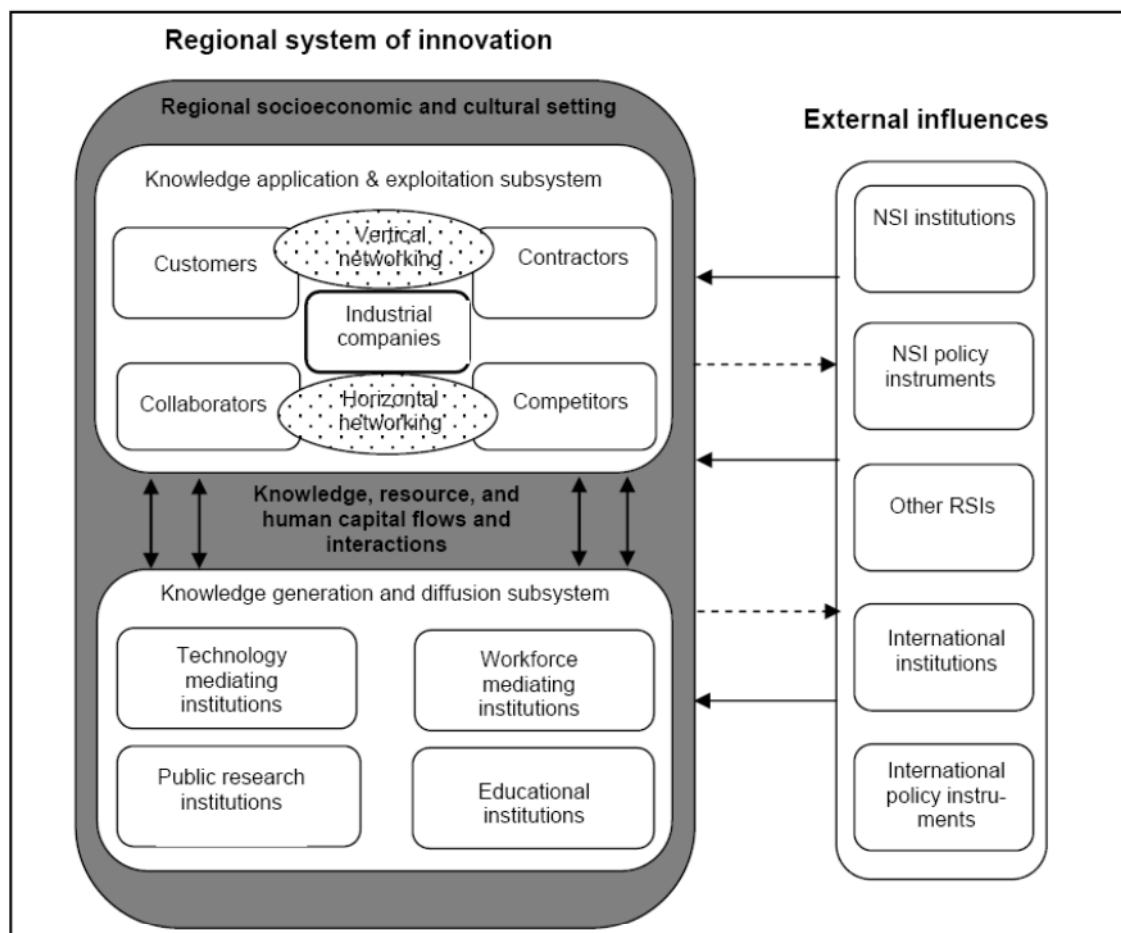 Regional system of innovation
Regional socioeconomic and cultural setting
Knowledge application & exploitation subsystem
Customers
Vertical
networking
Contractors
Industrial
companies
Collaborators
Horizontal
networking
Competitors
Knowledge, resource, and
human capital flows and
interactions
Knowledge generation and diffusion subsystem
Technology
mediating
institutions
Workforce
mediating
institutions
Public research
institutions
Educational
institutions
External influences
NSI institutions
NSI policy
instruments
Other RSIs
International
institutions
International
policy instru-
ments